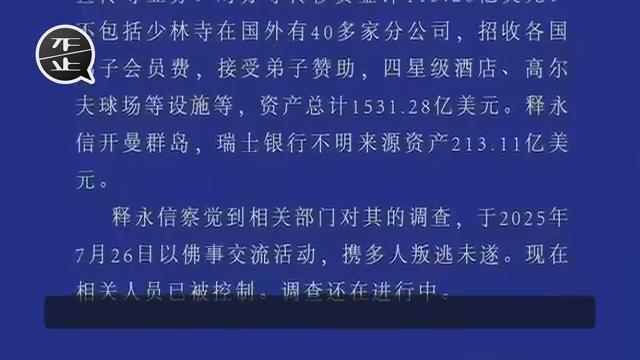 不包括少林寺在国外有40多家分公司，招收各国
子会员费，接受弟子赞助，四星级酒店、高尔
夫球场等设施等，资产总计1531.28亿美元。释永
信开曼群岛，瑞士银行不明来源资产213.11亿美
元。
释永信察觉到相关部门对其的调查，于2025年
7月26日以佛事交流活动，携多人叛逃未遂。现在
相关人员已被控制。调查还在进行中。